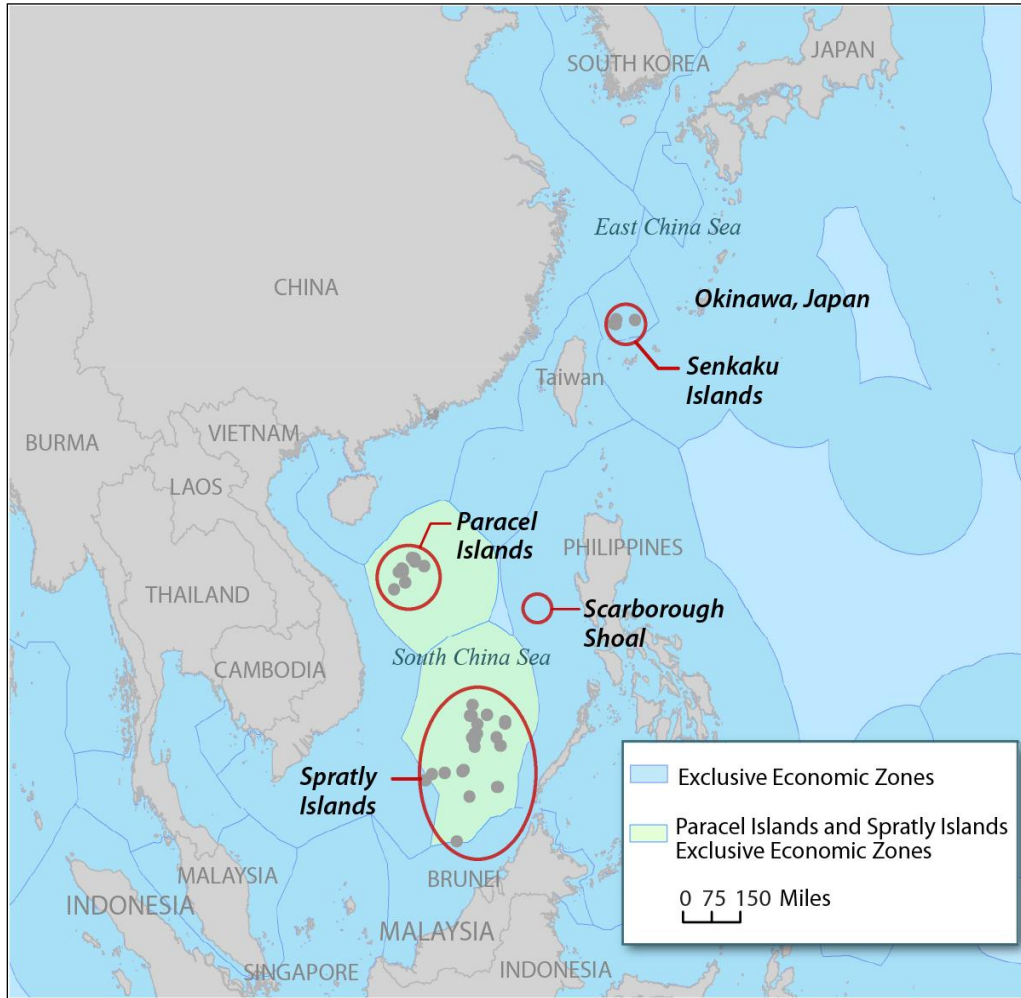 JAPAN
SOUTH KOREA
East China Sea
CHINA
Okinawa, Japan
Senkaku
Islands
Taiwan
BURMA
VIETNAM
LAOS
Paracel
Islands
PHILIPPINES
THAILAND
Scarborough
Shoal
South China Sea
CAMBODIA
Spratly
Islands
Exclusive Economic Zones
Paracel Islands and Spratly Islands
Exclusive Economic Zones
0 75 150 Miles
MALAYSIA
BRUNEI
INDONESIA
MALAYSIA
SINGAPORE
INDONESIA